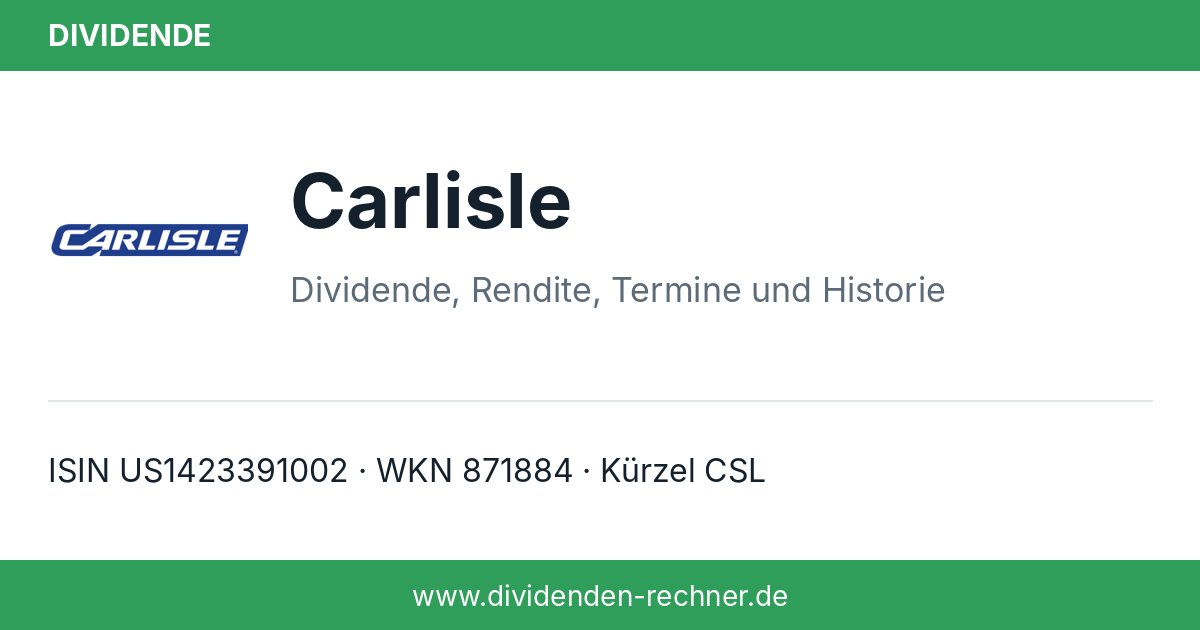 DIVIDENDE
CARLISLE
Carlisle
Dividende, Rendite, Termine und Historie
ISIN US1423391002 · WKN 871884 · Kürzel CSL
www.dividenden-rechner.de